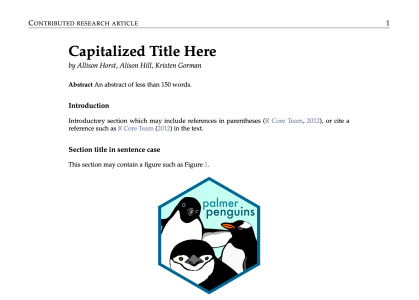 CONTRIBUTED RESEARCH ARTICLE 1
Capitalized Title Here
by Allison Horst, Alison Hill, Kristen Gorman
Abstract An abstract of less than 150 words.
Introduction
Introductory section which may include references in parentheses (R Core Team, 2012), or cite a
reference such as R Core Team (2012) in the text.
Section title in sentence case
This section may contain a figure such as Figure 1.
palmer
penguins